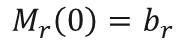 M_r(0) = b_r